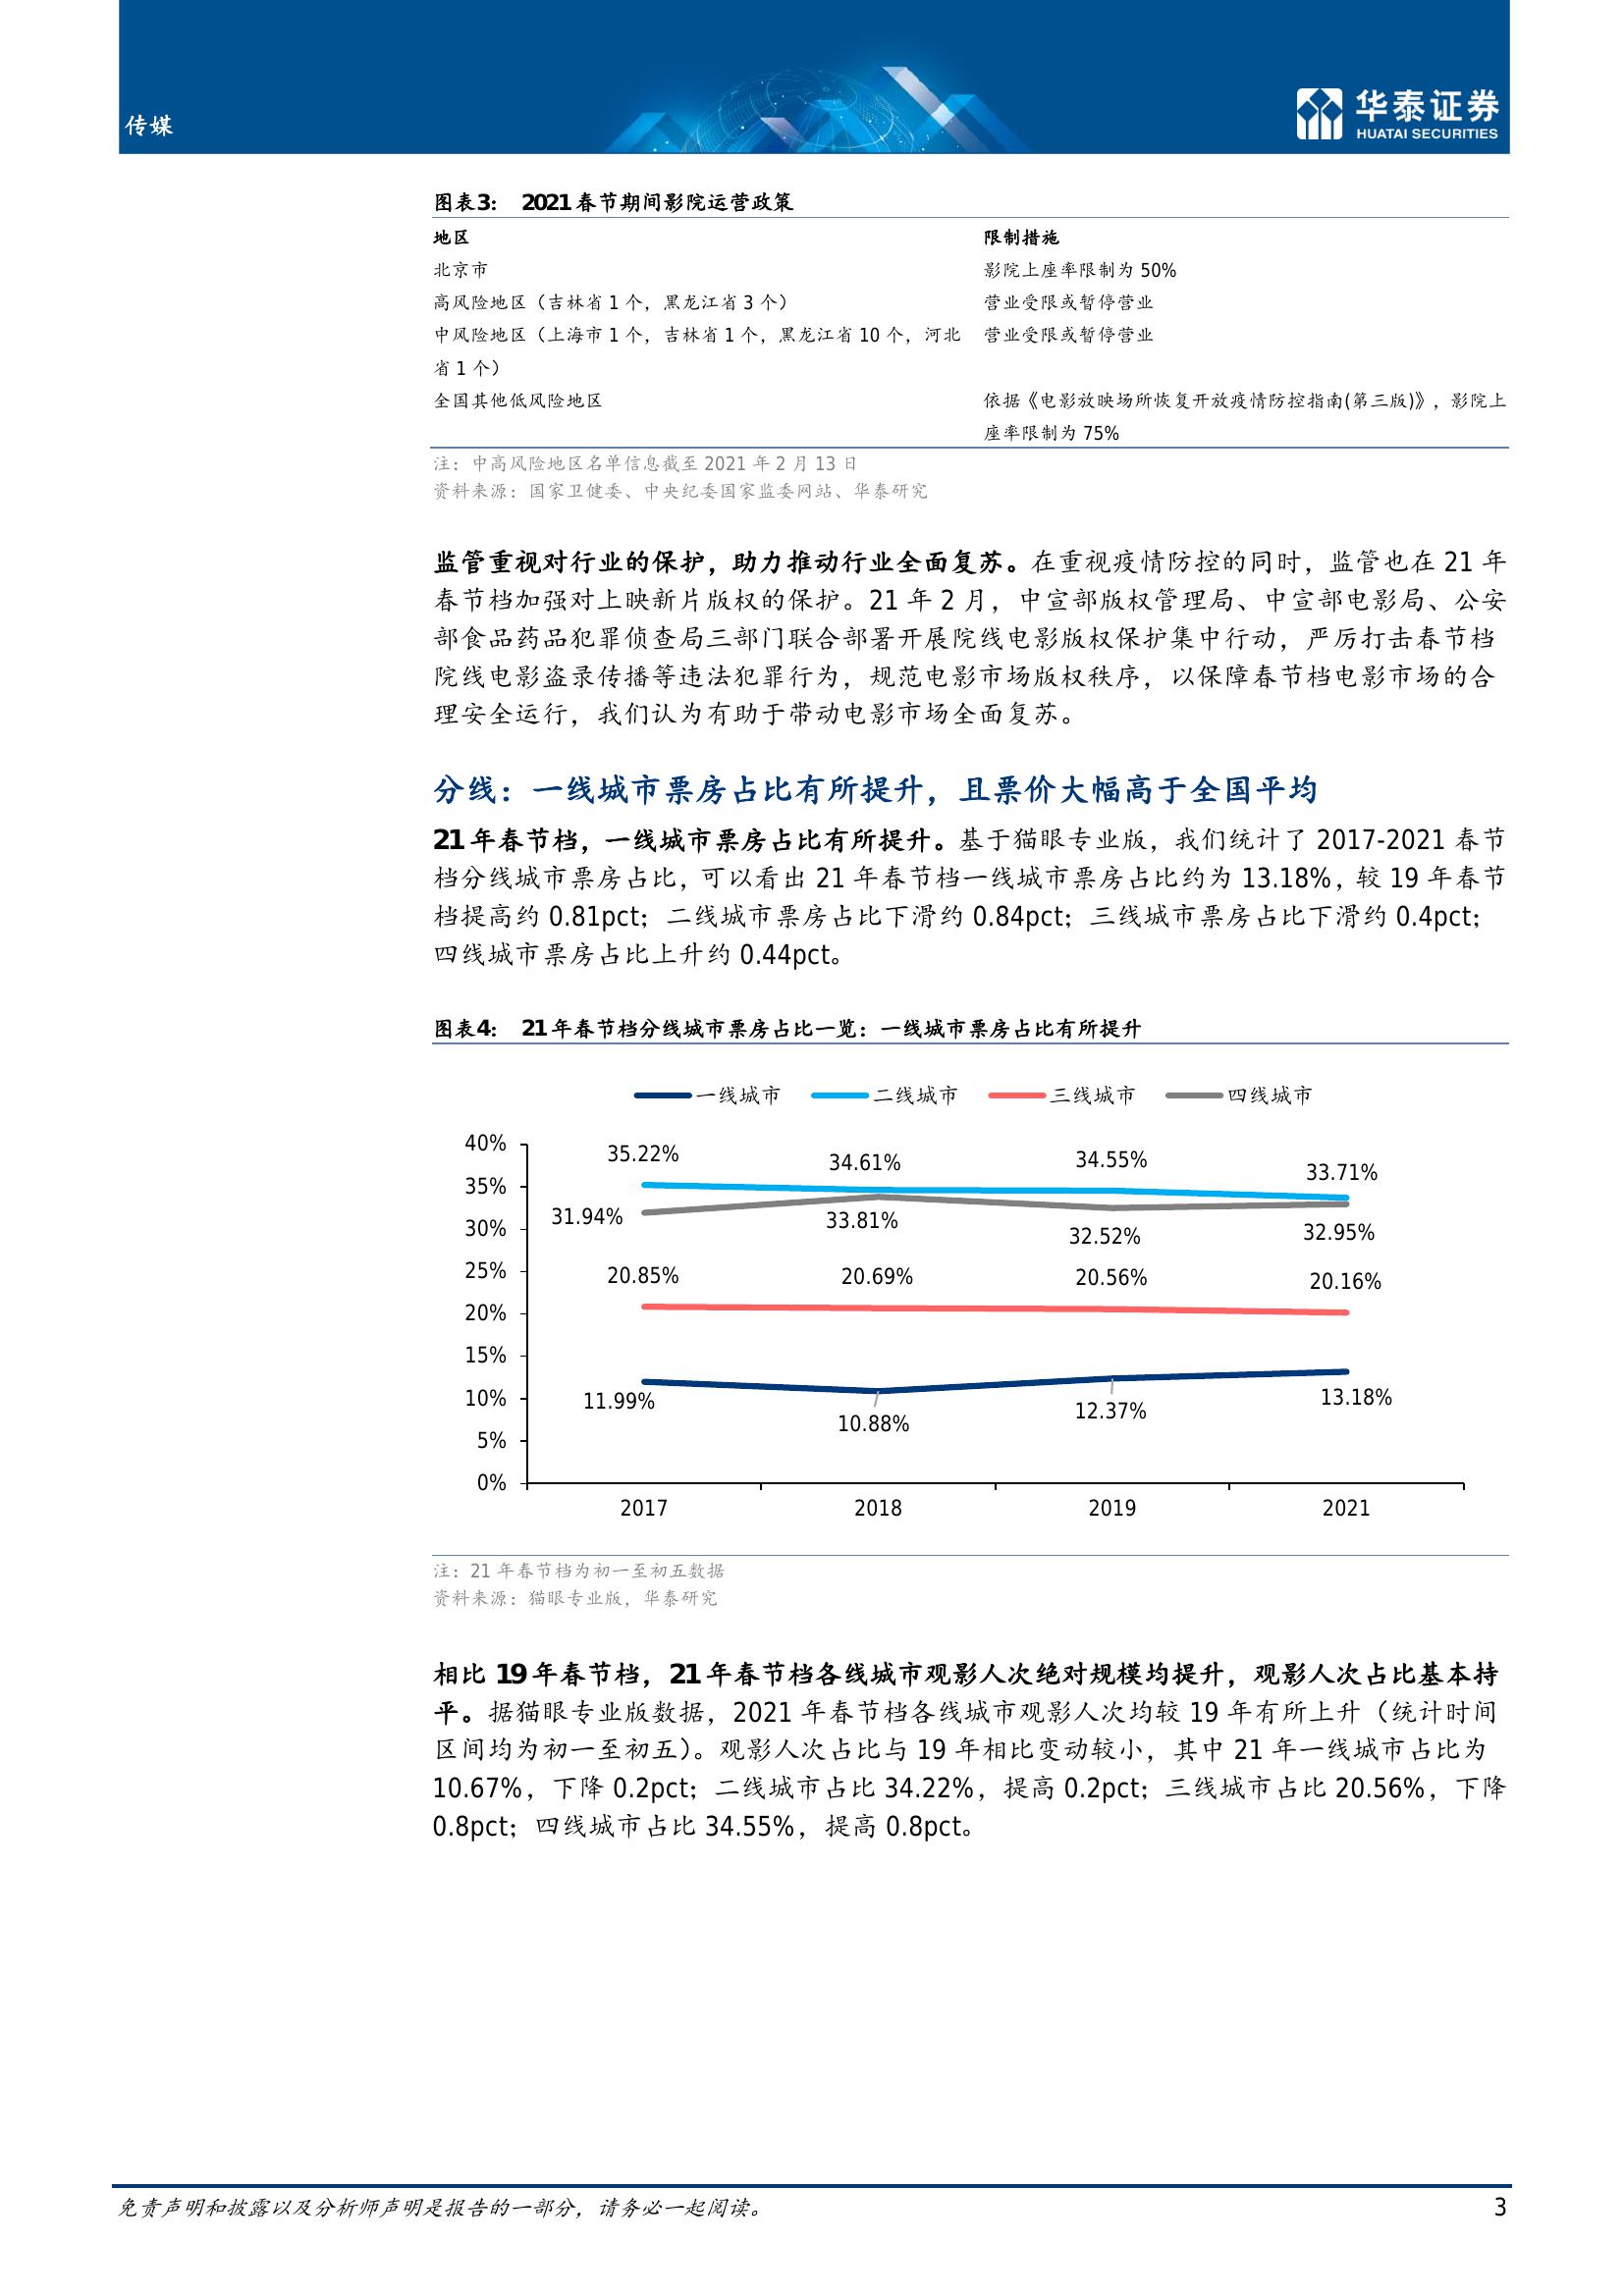 传媒
华泰证券
HUATAI SECURITIES
图表3： 2021 春节期间影院运营政策
地区 限制措施
北京市 影院上座率限制为 50%
高风险地区（吉林省 1 个，黑龙江省 3 个） 营业受限或暂停营业
中风险地区（上海市 1 个，吉林省 1 个，黑龙江省 10 个，河北 营业受限或暂停营业
省 1 个）
全国其他低风险地区 依据《电影放映场所恢复开放疫情防控指南(第三版)》，影院上
座率限制为 75%
注：中高风险地区名单信息截至 2021 年 2 月 13 日
资料来源：国家卫健委、中央纪委国家监委网站、华泰研究
监管重视对行业的保护，助力推动行业全面复苏。在重视疫情防控的同时，监管也在 21 年
春节档加强对上映新片版权的保护。21 年 2 月，中宣部版权管理局、中宣部电影局、公安
部食品药品犯罪侦查局三部门联合部署开展院线电影版权保护集中行动，严厉打击春节档
院线电影盗录传播等违法犯罪行为，规范电影市场版权秩序，以保障春节档电影市场的合
理安全运行，我们认为有助于带动电影市场全面复苏。
分线：一线城市票房占比有所提升，且票价大幅高于全国平均
21 年春节档，一线城市票房占比有所提升。基于猫眼专业版，我们统计了 2017-2021 春节
档分线城市票房占比，可以看出 21 年春节档一线城市票房占比约为 13.18%，较 19 年春节
档提高约 0.81pct；二线城市票房占比下滑约 0.84pct；三线城市票房占比下滑约 0.4pct；
四线城市票房占比上升约 0.44pct。
图表4： 21 年春节档分线城市票房占比一览：一线城市票房占比有所提升
一线城市 二线城市 三线城市 四线城市
40%
35%
30%
25%
20%
15%
10%
5%
0%
35.22% 34.61% 34.55% 33.71%
31.94% 33.81% 32.52% 32.95%
20.85% 20.69% 20.56% 20.16%
11.99% 10.88% 12.37% 13.18%
2017 2018 2019 2021
注：21 年春节档为初一至初五数据
资料来源：猫眼专业版，华泰研究
相比 19 年春节档，21 年春节档各线城市观影人次绝对规模均提升，观影人次占比基本持
平。据猫眼专业版数据，2021 年春节档各线城市观影人次均较 19 年有所上升（统计时间
区间均为初一至初五）。观影人次占比与 19 年相比变动较小，其中 21 年一线城市占比为
10.67%，下降 0.2pct；二线城市占比 34.22%，提高 0.2pct；三线城市占比 20.56%，下降
0.8pct；四线城市占比 34.55%，提高 0.8pct。
免责声明和披露以及分析师声明是报告的一部分，请务必一起阅读。 3